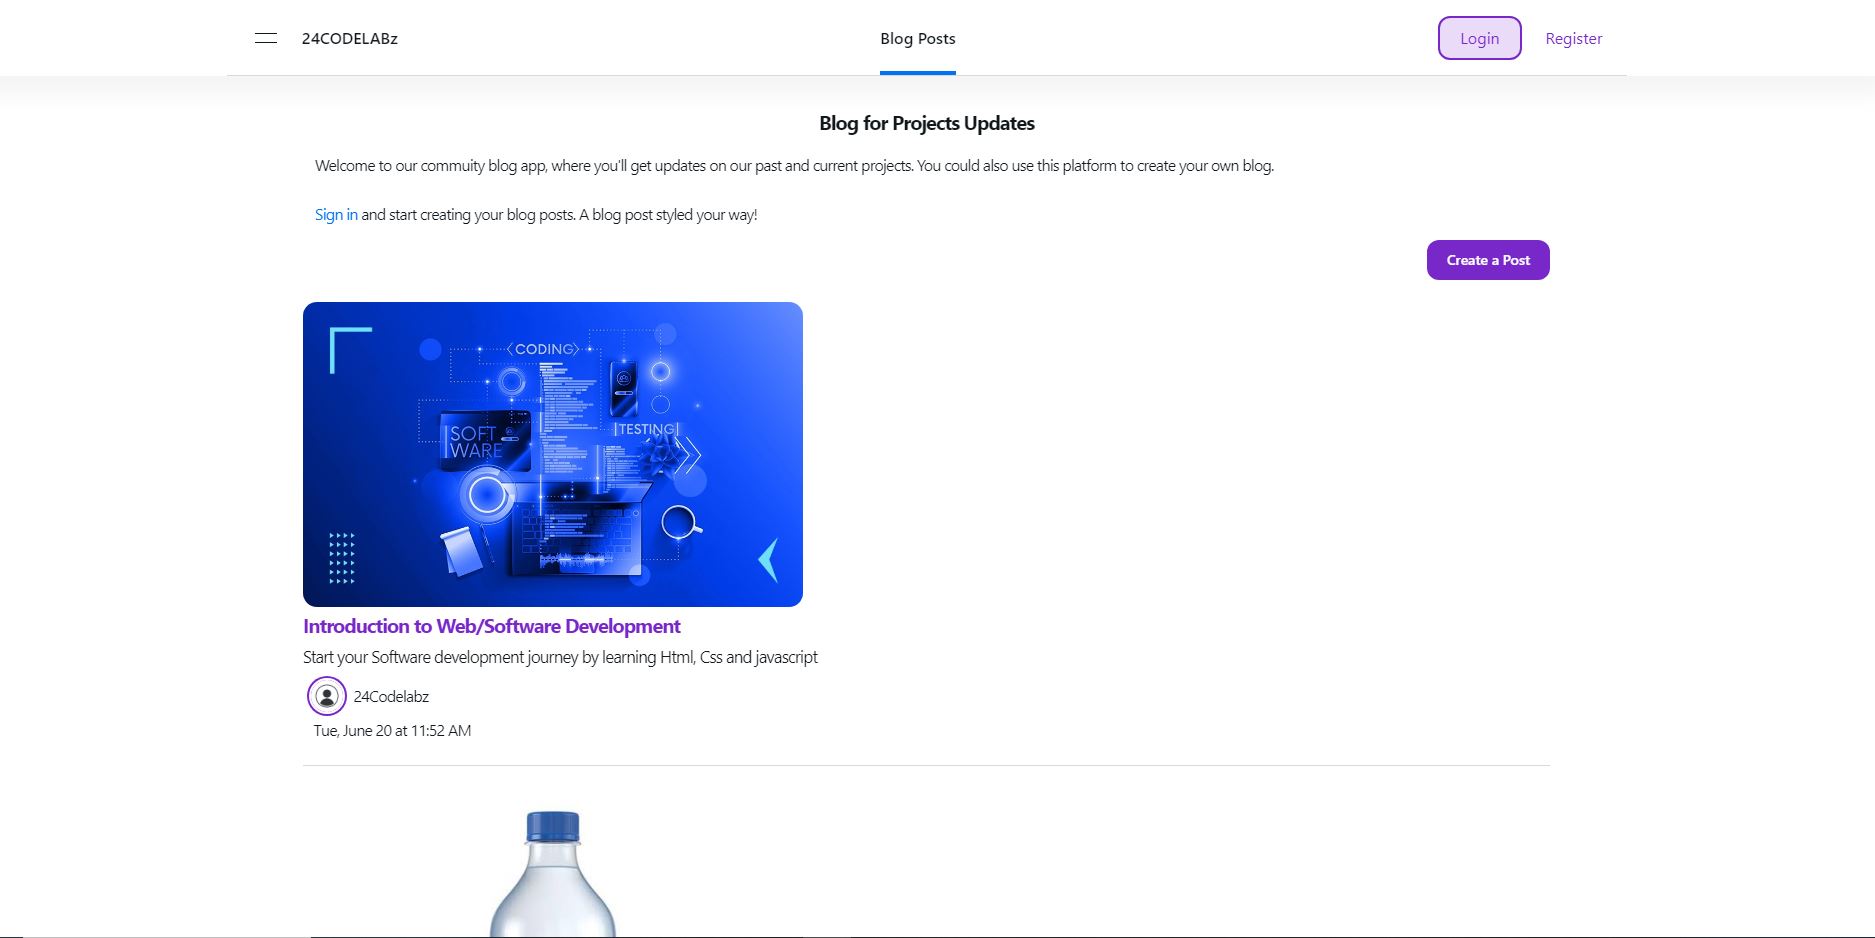 24CODELABz
Blog Posts
Login
Register
Blog for Projects Updates
Welcome to our commuity blog app, where you'll get updates on our past and current projects. You could also use this platform to create your own blog.
Sign in and start creating your blog posts. A blog post styled your way!
Create a Post
CODING
SOFT
WARE
TESTING
Introduction to Web/Software Development
Start your Software development journey by learning Html, Css and javascript
24Codelabz
Tue, June 20 at 11:52 AM